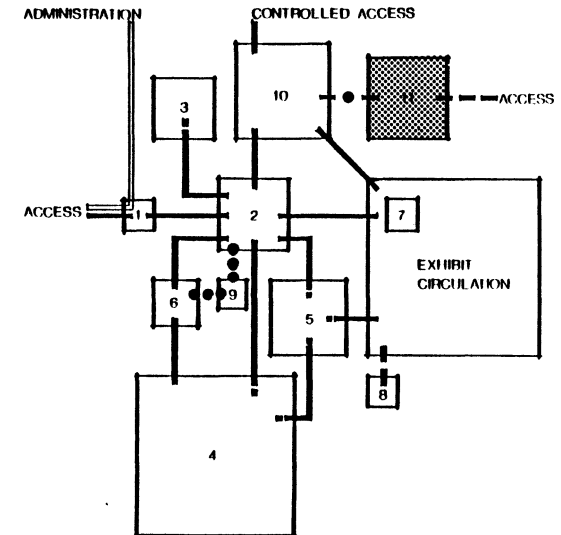 ADMINISTRATION
CONTROLLED ACCESS
3
10
11
ACCESS
ACCESS
1
2
7
EXHIBIT
CIRCULATION
6
9
5
8
4